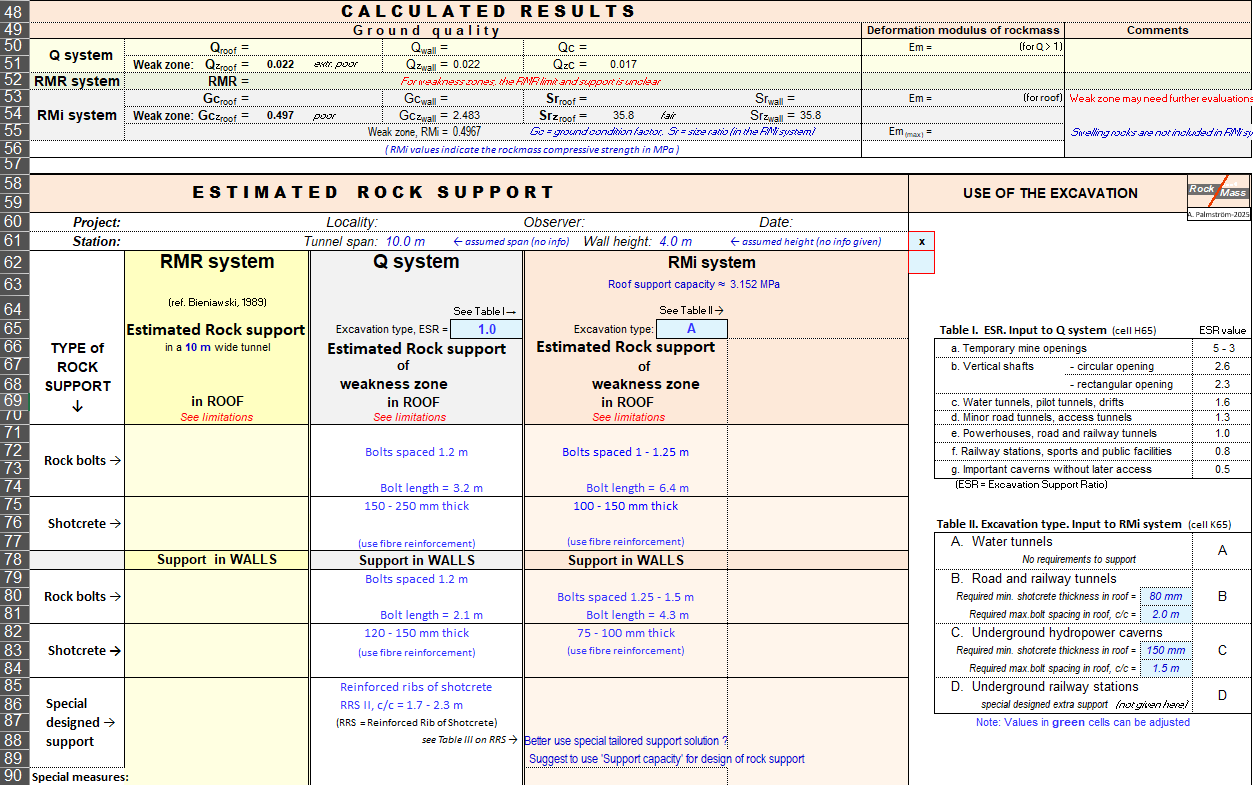 48 CALCULATED RESULTS
49 Ground quality Deformation modulus of rockmass Comments
50 Q system Qroof = Qwall = Qc = Em = (for Q > 1)
51 Weak zone: Qzroof = 0.022 extr. poor Qzwall = 0.022 Qzc = 0.017
52 RMR system RMR = For weakness zones, the RMR limit and support is unclear
53 RMi system Gcroof = Gcwall = Srroof = Srwall = Em = (for roof) Weak zone may need further evaluations
54 Weak zone: Gczroof = 0.497 poor Gczwall = 2.483 Srzroof = 35.8 fair Srzwall = 35.8
55 Weak zone, RMi = 0.4967 Gc = ground condition factor, Sr = size ratio (in the RMi system) Em(max) = Swelling rocks are not included in RMi sy
56 ( RMi values indicate the rockmass compressive strength in MPa )
57
58 ESTIMATED ROCK SUPPORT USE OF THE EXCAVATION Rock Mass
59 A. Palmström-2025
60 Project: Locality: Observer: Date:
61 Station: Tunnel span: 10.0 m ← assumed span (no info) Wall height: 4.0 m ← assumed height (no info given) x
62 RMR system Q system RMi system
63 Roof support capacity ≈ 3.152 MPa
64 (ref. Bieniawski, 1989) See Table I→ See Table II→
65 Estimated Rock support Excavation type, ESR = 1.0 Excavation type: A Table I. ESR. Input to Q system (cell H65) ESR value
66 TYPE of in a 10 m wide tunnel Estimated Rock support Estimated Rock support a. Temporary mine openings 5 - 3
67 ROCK of of b. Vertical shafts - circular opening 2.6
68 SUPPORT weakness zone weakness zone - rectangular opening 2.3
69 ↓ in ROOF in ROOF in ROOF c. Water tunnels, pilot tunnels, drifts 1.6
70 See limitations See limitations See limitations d. Minor road tunnels, access tunnels 1.3
71 e. Powerhouses, road and railway tunnels 1.0
72 Rock bolts → Bolts spaced 1.2 m Bolts spaced 1 - 1.25 m f. Railway stations, sports and public facilities 0.8
73 g. Important caverns without later access 0.5
74 Bolt length = 3.2 m Bolt length = 6.4 m (ESR = Excavation Support Ratio)
75 150 - 250 mm thick 100 - 150 mm thick
76 Shotcrete → Table II. Excavation type. Input to RMi system (cell K65)
77 (use fibre reinforcement) (use fibre reinforcement) A. Water tunnels A
78 Support in WALLS Support in WALLS Support in WALLS No requirements to support
79 Bolts spaced 1.2 m B. Road and railway tunnels
80 Rock bolts → Bolts spaced 1.25 - 1.5 m Required min. shotcrete thickness in roof = 80 mm B
81 Bolt length = 2.1 m Bolt length = 4.3 m Required max.bolt spacing in roof, c/c = 2.0 m
82 120 - 150 mm thick 75 - 100 mm thick C. Underground hydropower caverns
83 Shotcrete → (use fibre reinforcement) (use fibre reinforcement) Required min. shotcrete thickness in roof = 150 mm C
84 Required max.bolt spacing in roof, c/c = 1.5 m
85 Reinforced ribs of shotcrete D. Underground railway stations D
86 Special RRS II, c/c = 1.7 - 2.3 m special designed extra support (not given here)
87 designed → (RRS = Reinforced Rib of Shotcrete) Note: Values in green cells can be adjusted
88 support see Table III on RRS → Better use special tailored support solution ?
89 Suggest to use 'Support capacity' for design of rock support
90 Special measures: